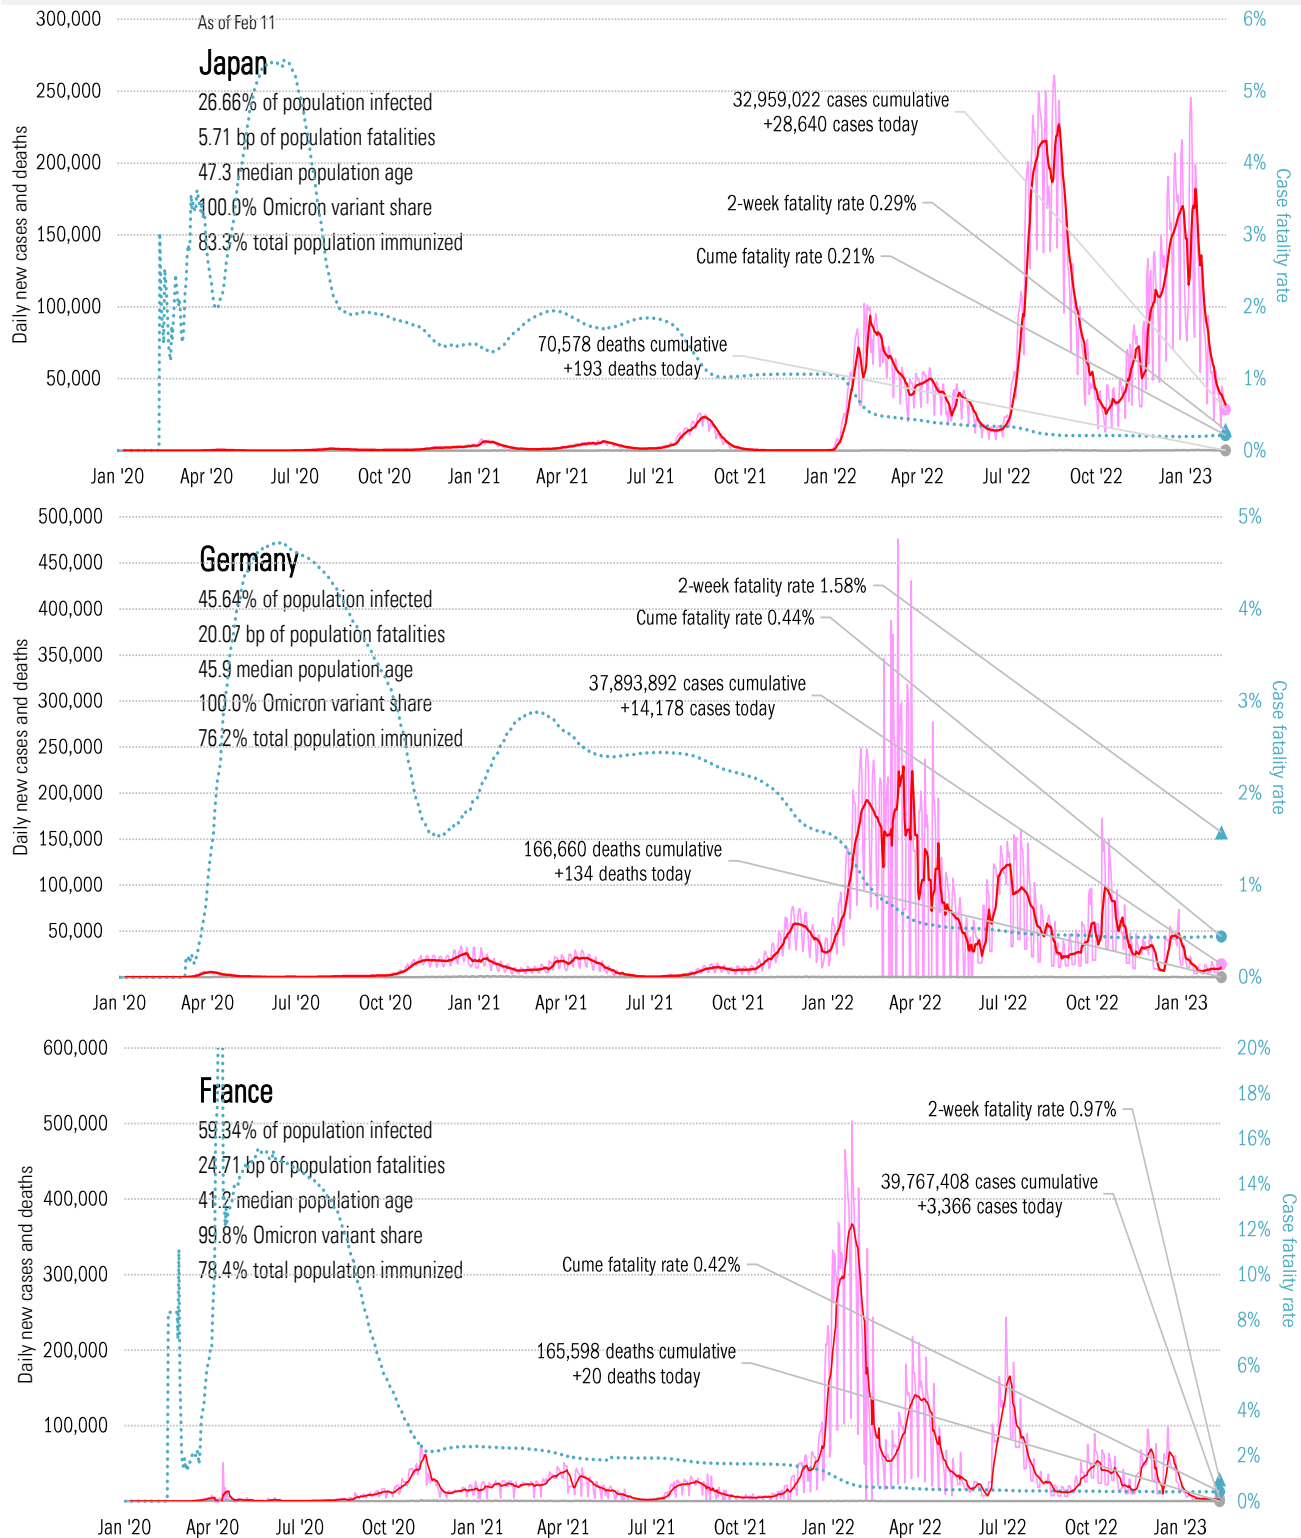 300,000
As of Feb 11
6%
Japan
26.66% of population infected
250,000
5%
32,959,022 cases cumulative
+28,640 cases today
5.71 bp of population fatalities
200,000
4%
47.3 median population age
2-week fatality rate 0.29%
100.0% Omicron variant share
150,000
3%
83.3% total population immunized
Cume fatality rate 0.21%
100,000
2%
70,578 deaths cumulative
+193 deaths today
50,000
1%
0%
Daily new cases and deaths
Case fatality rate
Jan '20 Apr '20 Jul '20 Oct '20 Jan '21 Apr '21 Jul '21 Oct '21 Jan '22 Apr '22 Jul '22 Oct '22 Jan '23
500,000
5%
450,000
Germany
2-week fatality rate 1.58%
45.64% of population infected
400,000
4%
Cume fatality rate 0.44%
20.07 bp of population fatalities
350,000
45.9 median population age
37,893,892 cases cumulative
+14,178 cases today
300,000
3%
100.0% Omicron variant share
250,000
76.2% total population immunized
200,000
2%
150,000
166,660 deaths cumulative
+134 deaths today
100,000
1%
50,000
0%
Daily new cases and deaths
Case fatality rate
Jan '20 Apr '20 Jul '20 Oct '20 Jan '21 Apr '21 Jul '21 Oct '21 Jan '22 Apr '22 Jul '22 Oct '22 Jan '23
600,000
20%
France
18%
2-week fatality rate 0.97%
500,000
59.34% of population infected
16%
24.71 bp of population fatalities
39,767,408 cases cumulative
+3,366 cases today
14%
400,000
41.2 median population age
99.8% Omicron variant share
12%
Cume fatality rate 0.42%
300,000
78.4% total population immunized
10%
8%
200,000
165,598 deaths cumulative
+20 deaths today
6%
100,000
4%
2%
0%
Daily new cases and deaths
Case fatality rate
Jan '20 Apr '20 Jul '20 Oct '20 Jan '21 Apr '21 Jul '21 Oct '21 Jan '22 Apr '22 Jul '22 Oct '22 Jan '23